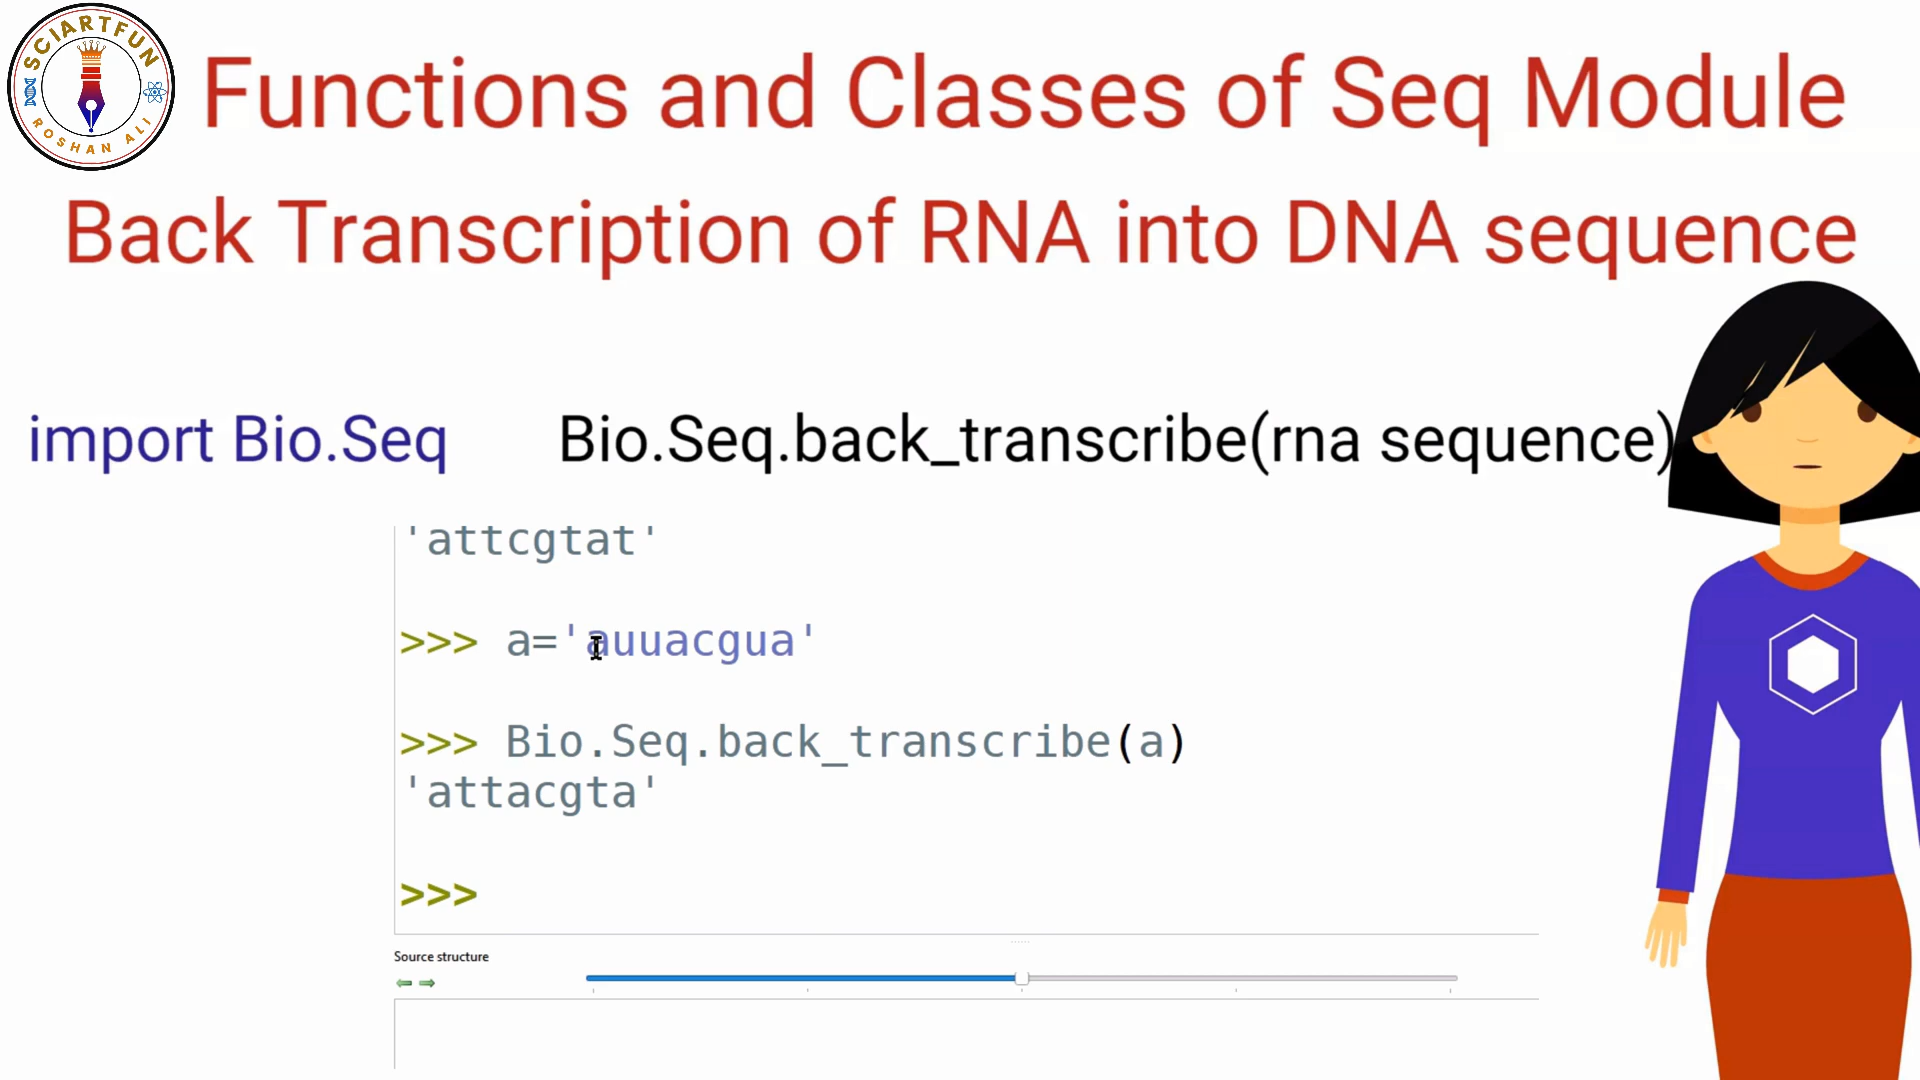 SCIARTFUN
ROSHAN ALI
Functions and Classes of Seq Module
Back Transcription of RNA into DNA sequence
import Bio.Seq
Bio.Seq.back_transcribe(rna sequence)
'attcgtat'
>>> a='auuacgua'
>>> Bio.Seq.back_transcribe(a)
'attacgta'
>>>
Source structure